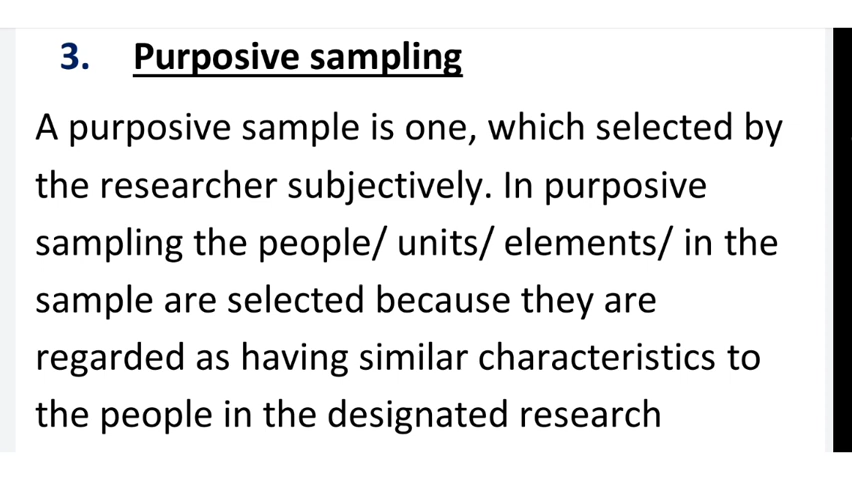 3. Purposive sampling
A purposive sample is one, which selected by
the researcher subjectively. In purposive
sampling the people/ units/ elements/ in the
sample are selected because they are
regarded as having similar characteristics to
the people in the designated research